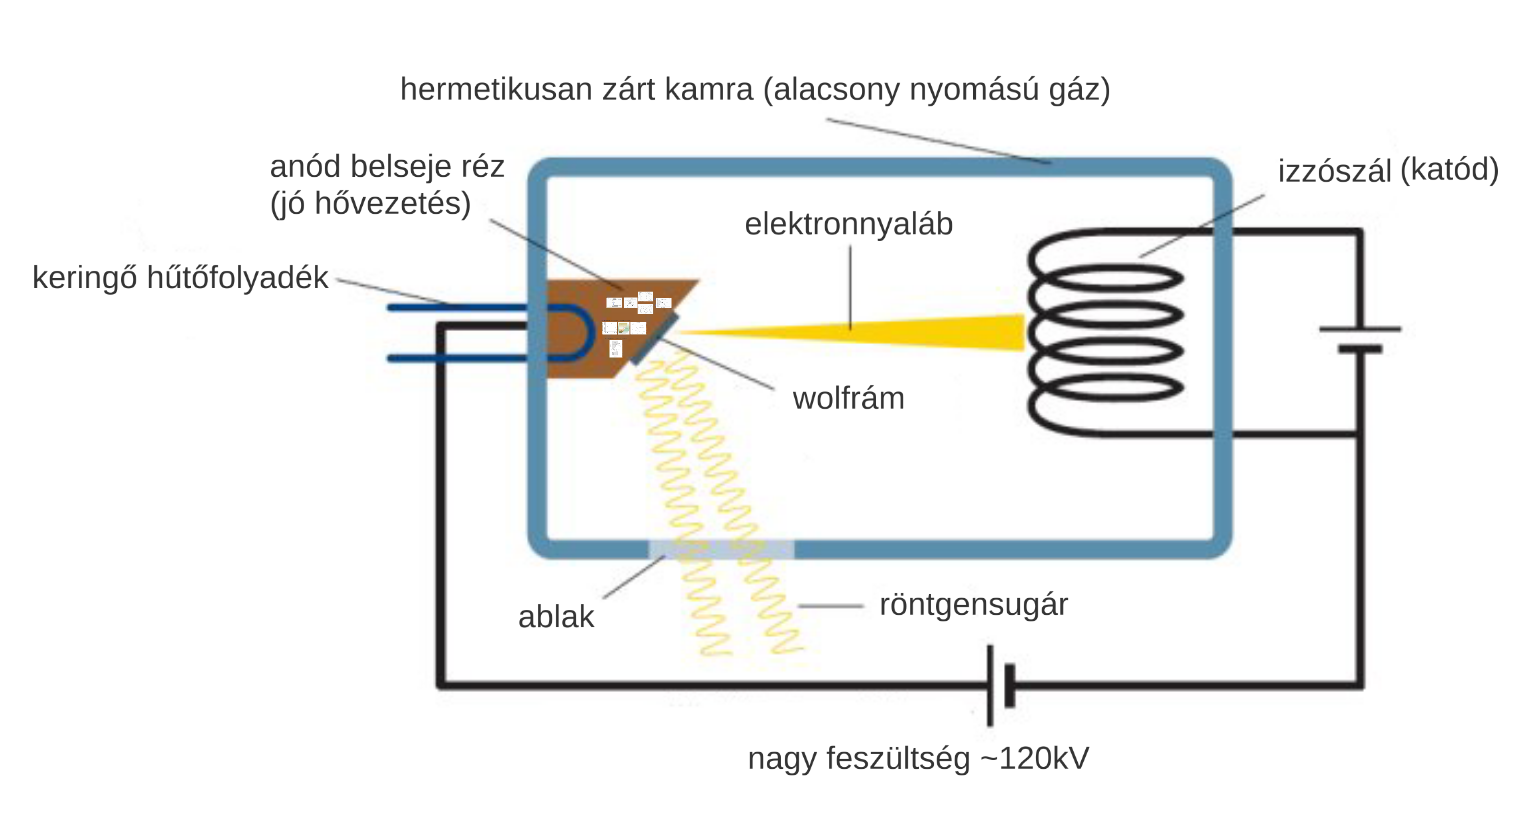 hermetikusan zárt kamra (alacsony nyomású gáz)
anód belseje réz
(jó hővezetés)
izzószál (katód)
elektronnyaláb
keringő hűtőfolyadék
wolfrám
ablak
röntgensugár
nagy feszültség ~120kV